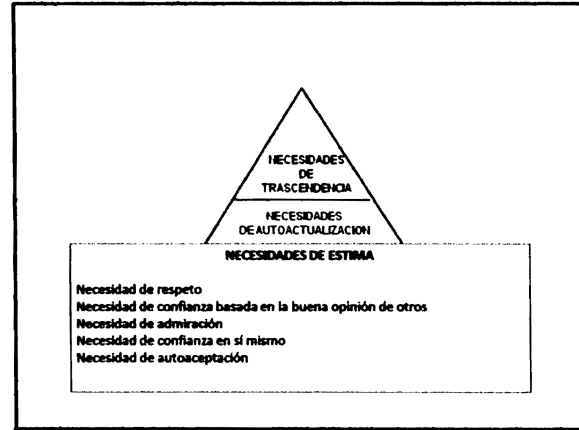 NECESIDADES
DE
TRASCENDENCIA
NECESIDADES
DE AUTOACTUALIZACION
NECESIDADES DE ESTIMA
Necesidad de respeto
Necesidad de confianza basada en la buena opinión de otros
Necesidad de admiración
Necesidad de confianza en sí mismo
Necesidad de autoaceptación